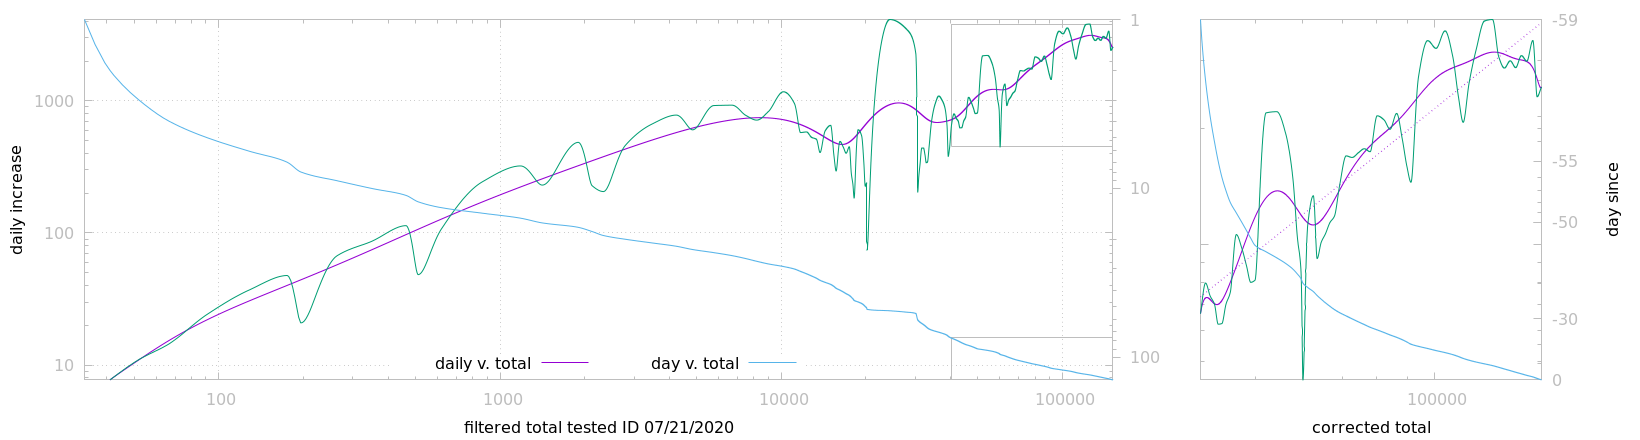 daily increase
1000
100
10
100
1000
10000
100000
filtered total tested ID 07/21/2020
daily v. total
day v. total
1
10
100
100000
corrected total
-59
-55
-50
-30
0
day since